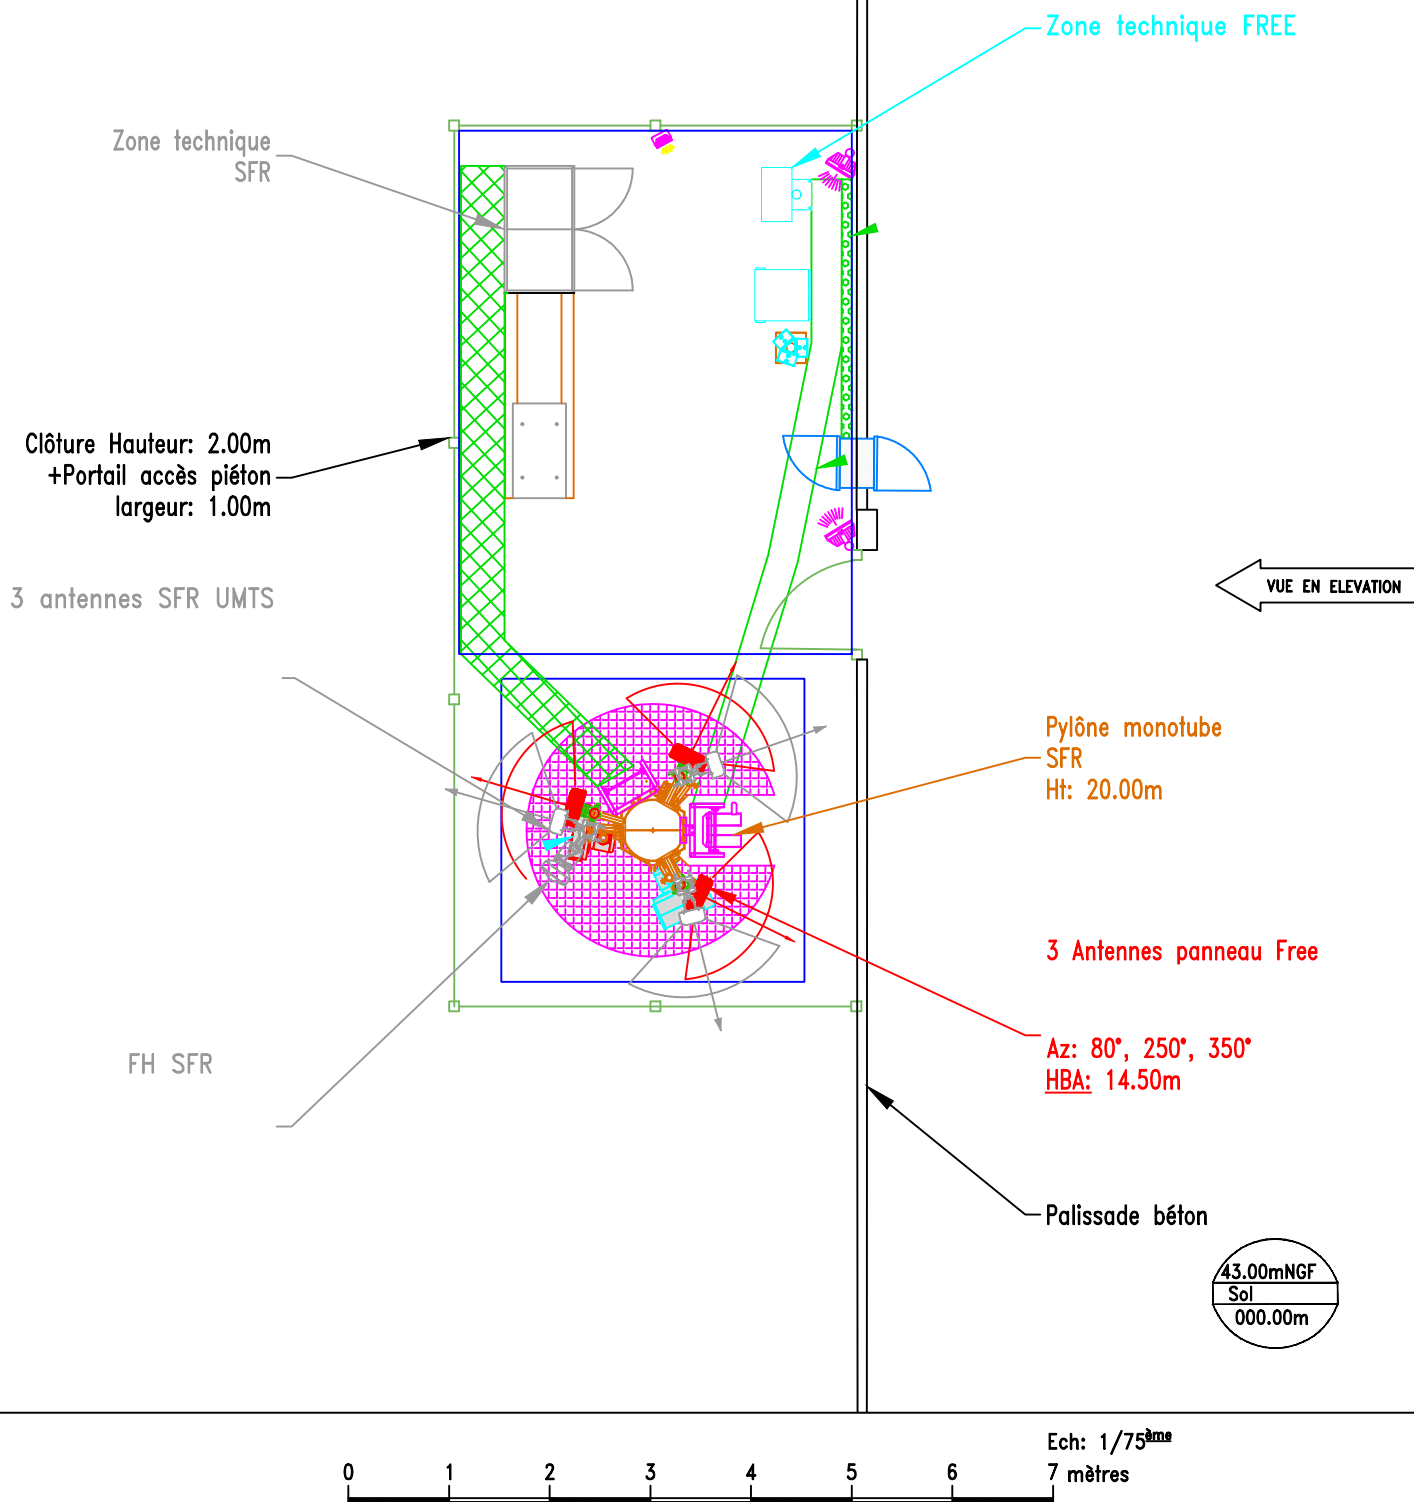 Zone technique FREE
Zone technique
SFR
Clôture Hauteur: 2.00m
+Portail accès piéton
largeur: 1.00m
3 antennes SFR UMTS
VUE EN ELEVATION
Pylône monotube
SFR
Ht: 20.00m
3 Antennes panneau Free
Az: 80°, 250°, 350°
HBA: 14.50m
FH SFR
Palissade béton
43.00mNGF
Sol
000.00m
Ech: 1/75ème
0 1 2 3 4 5 6 7 mètres